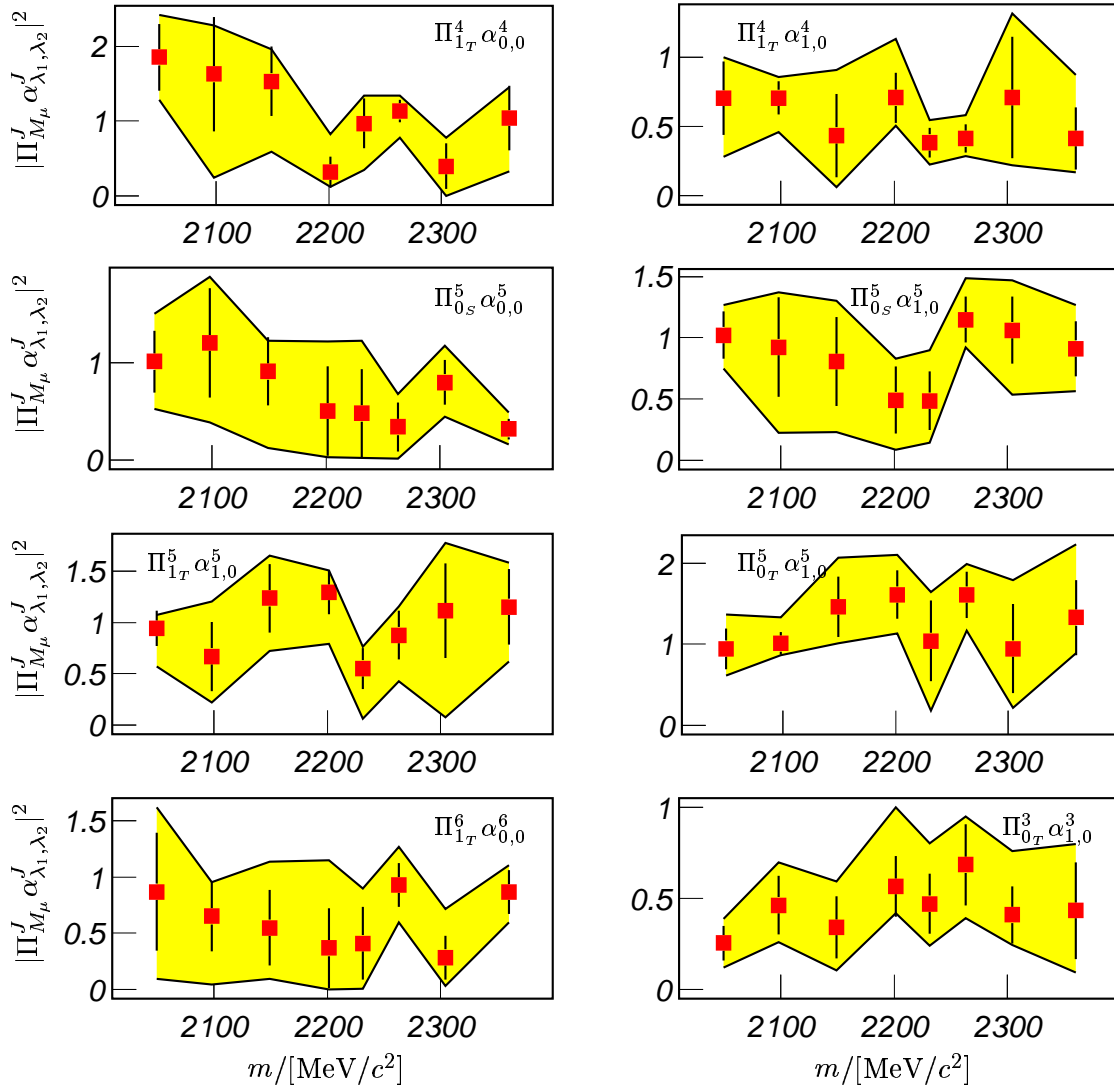 |Π^J_{M_μ} α^J_{λ_1,λ_2}|^2
2
1
0
Π^4_{1_T} α^4_{0,0}
2100 2200 2300
1
0.5
0
Π^4_{1_T} α^4_{1,0}
2100 2200 2300
|Π^J_{M_μ} α^J_{λ_1,λ_2}|^2
1
0
Π^5_{0_S} α^5_{0,0}
2100 2200 2300
1.5
1
0.5
0
Π^5_{0_S} α^5_{1,0}
2100 2200 2300
|Π^J_{M_μ} α^J_{λ_1,λ_2}|^2
1.5
1
0.5
0
Π^5_{1_T} α^5_{1,0}
2100 2200 2300
2
1
0
Π^5_{0_T} α^5_{1,0}
2100 2200 2300
|Π^J_{M_μ} α^J_{λ_1,λ_2}|^2
1.5
1
0.5
0
Π^6_{1_T} α^6_{0,0}
2100 2200 2300
m/[MeV/c^2]
1
0.5
0
Π^3_{0_T} α^3_{1,0}
2100 2200 2300
m/[MeV/c^2]